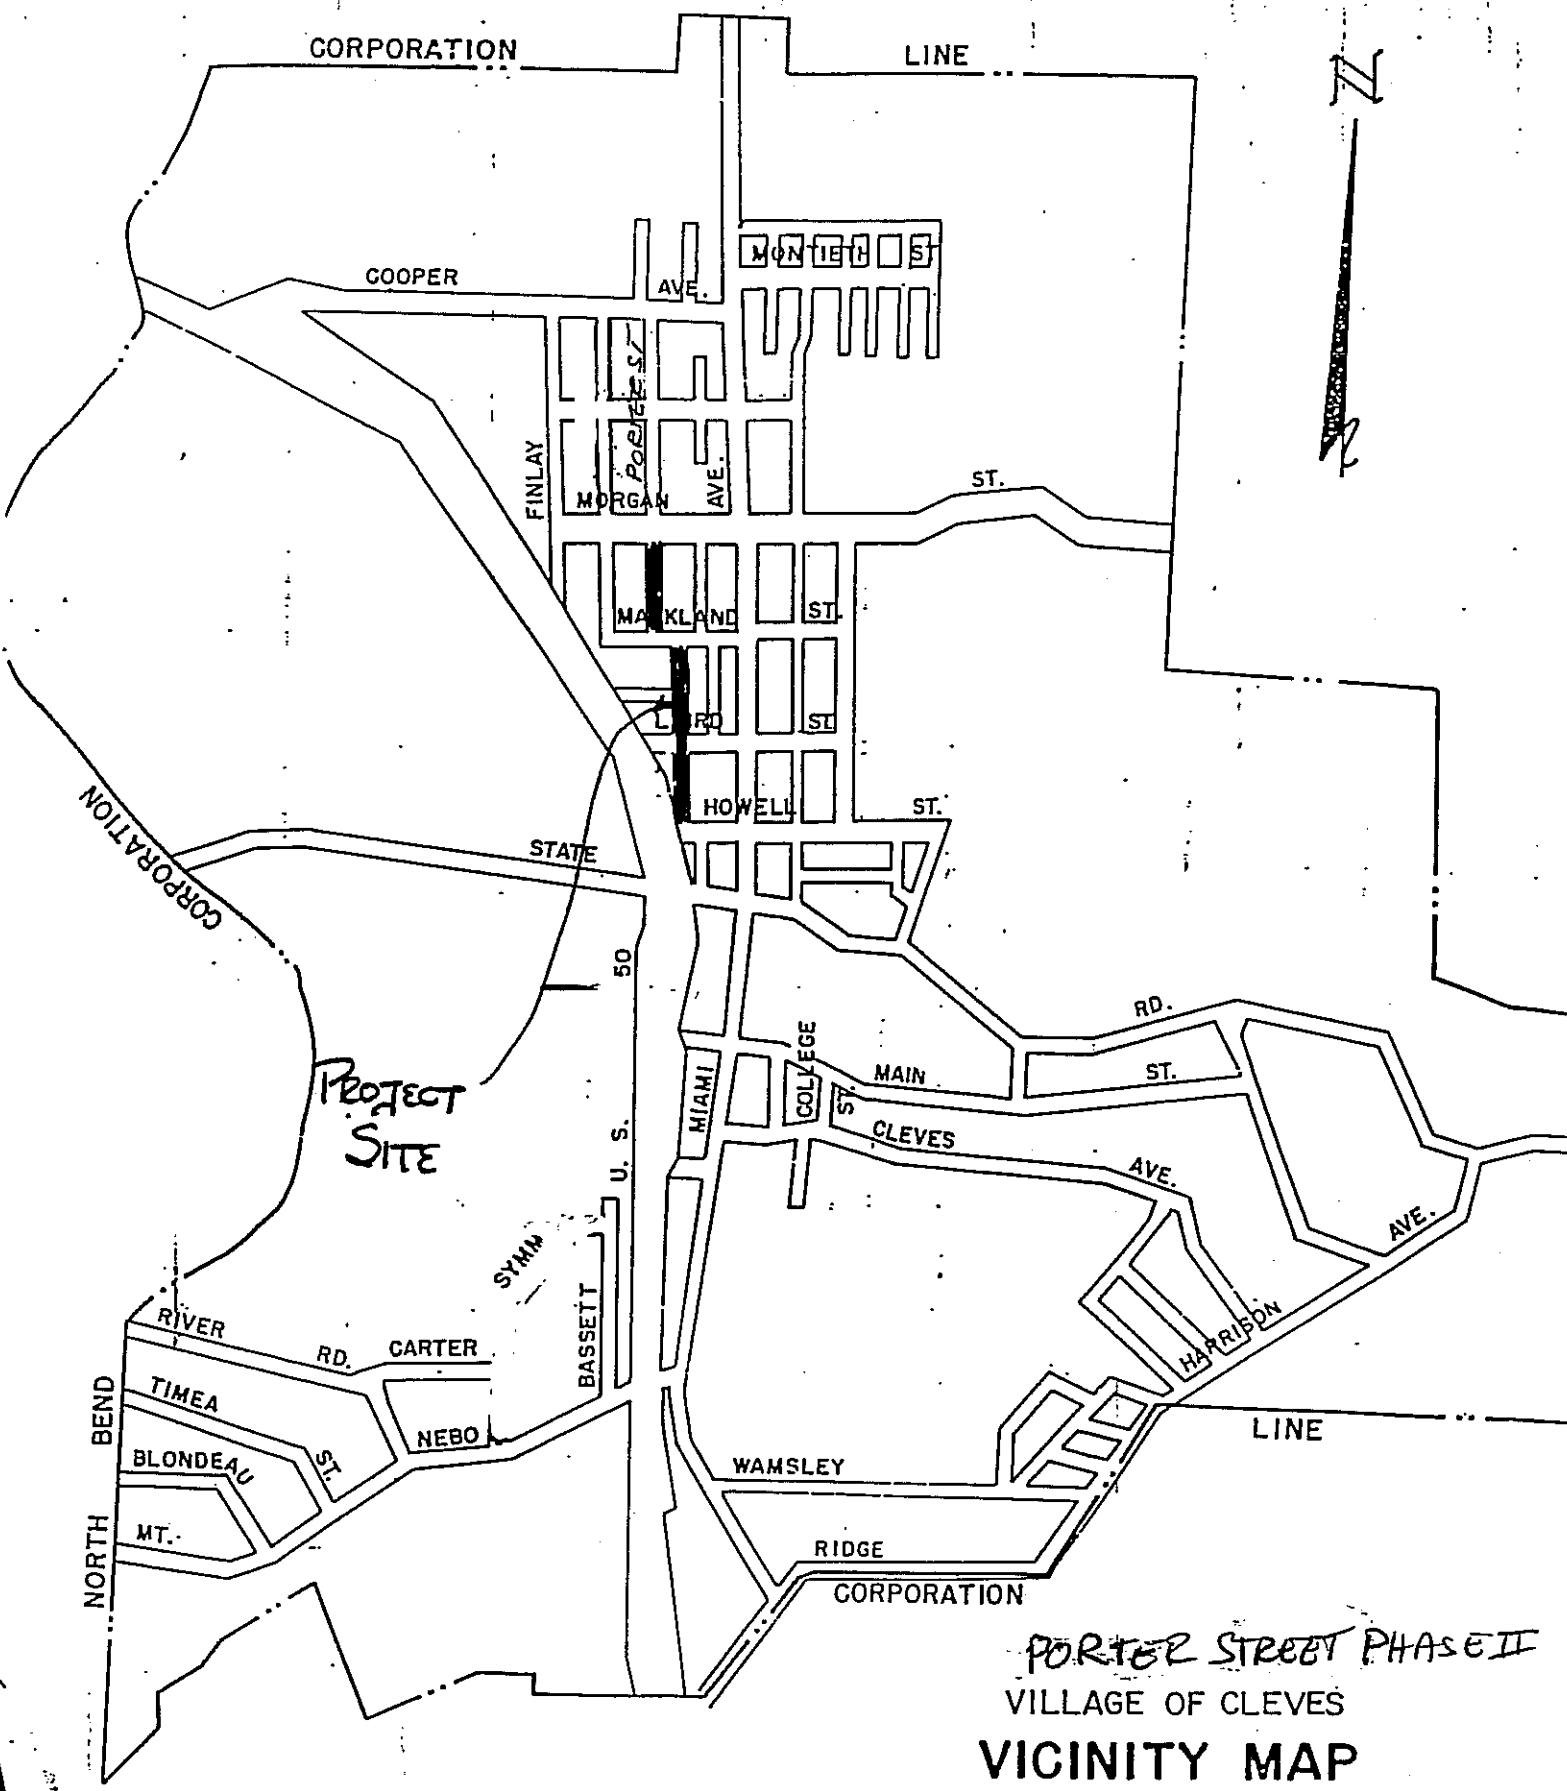 CORPORATION LINE
N
MONTIETH ST
COOPER AVE.
PORTER ST
FINLAY
AVE.
MORGAN ST.
MARKLAND ST.
LAIRD ST
HOWELL ST.
CORPORATION
STATE RD.
U. S. 50
COLLEGE ST.
MAIN ST.
MIAMI
CLEVES AVE.
PROJECT
SITE
SYMM
BASSETT
HARRISON AVE.
RIVER RD.
CARTER
TIMEA ST.
NORTH BEND
BLONDEAU
MT. NEBO
LINE
WAMSLEY
RIDGE
CORPORATION
PORTER STREET PHASE II
VILLAGE OF CLEVES
VICINITY MAP